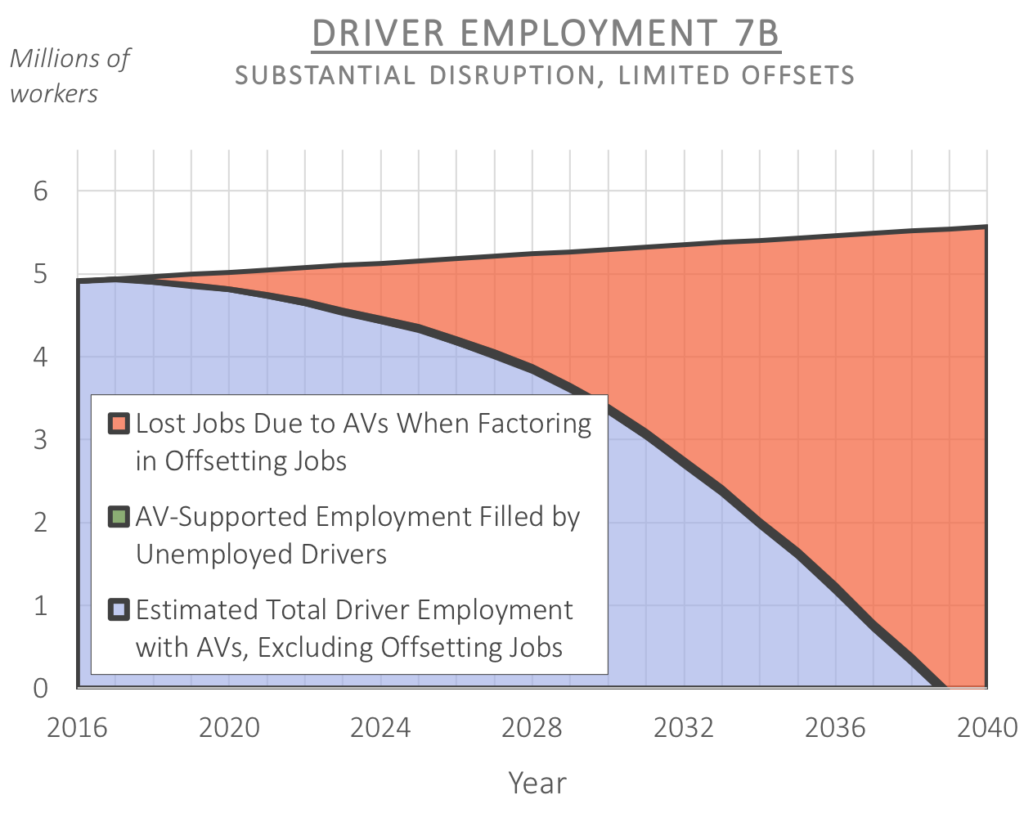 DRIVER EMPLOYMENT 7B
SUBSTANTIAL DISRUPTION, LIMITED OFFSETS
Millions of
workers
6
5
4
3
2
1
0
Lost Jobs Due to AVs When Factoring
in Offsetting Jobs
AV-Supported Employment Filled by
Unemployed Drivers
Estimated Total Driver Employment
with AVs, Excluding Offsetting Jobs
2016 2020 2024 2028 2032 2036 2040
Year